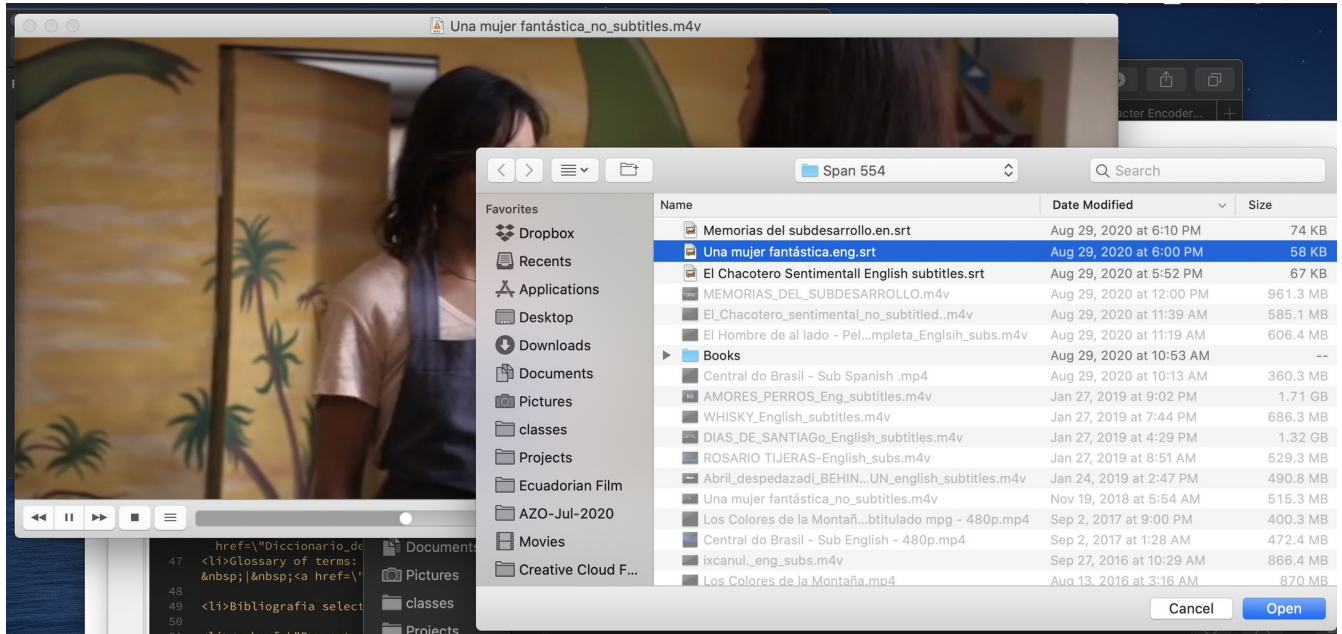 Una mujer fantástica_no_subtitles.m4v
acter Encoder...
Span 554
Search
Favorites
Dropbox
Recents
Applications
Desktop
Downloads
Documents
Pictures
classes
Projects
Ecuadorian Film
AZO-Jul-2020
Movies
Creative Cloud F...
Name Date Modified Size
Memorias del subdesarrollo.en.srt Aug 29, 2020 at 6:10 PM 74 KB
Una mujer fantástica.eng.srt Aug 29, 2020 at 6:00 PM 58 KB
El Chacotero Sentimentall English subtitles.srt Aug 29, 2020 at 5:52 PM 67 KB
MEMORIAS_DEL_SUBDESARROLLO.m4v Aug 29, 2020 at 12:00 PM 961.3 MB
El_Chacotero_sentimental_no_subtitled..m4v Aug 29, 2020 at 11:39 AM 585.1 MB
El Hombre de al lado - Pel...mpleta_Englsih_subs.m4v Aug 29, 2020 at 11:19 AM 606.4 MB
Books Aug 29, 2020 at 10:53 AM --
Central do Brasil - Sub Spanish .mp4 Aug 29, 2020 at 10:13 AM 360.3 MB
AMORES_PERROS_Eng_subtitles.m4v Jan 27, 2019 at 9:02 PM 1.71 GB
WHISKY_English_subtitles.m4v Jan 27, 2019 at 7:44 PM 686.3 MB
DIAS_DE_SANTIAGo_English_subtitles.m4v Jan 27, 2019 at 4:29 PM 1.32 GB
ROSARIO TIJERAS-English_subs.m4v Jan 27, 2019 at 8:51 AM 529.3 MB
Abril_despedazadi_BEHIN...UN_english_subtitles.m4v Jan 24, 2019 at 2:47 PM 490.8 MB
Una mujer fantástica_no_subtitles.m4v Nov 19, 2018 at 5:54 AM 515.3 MB
Los Colores de la Montañ...btitulado mpg - 480p.mp4 Sep 2, 2017 at 9:00 PM 400.3 MB
Central do Brasil - Sub English - 480p.mp4 Sep 2, 2017 at 1:28 AM 472.4 MB
ixcanul._eng_subs.m4v Sep 27, 2016 at 10:29 AM 866.4 MB
Los Colores de la Montaña.mp4 Aug 13, 2016 at 3:16 AM 870 MB
Cancel Open
href=\"Diccionario_de
47 <li>Glossary of terms:
&nbsp;|&nbsp;<a href=\"
48
49 <li>Bibliografia select
50
Documents
Pictures
classes
Projects